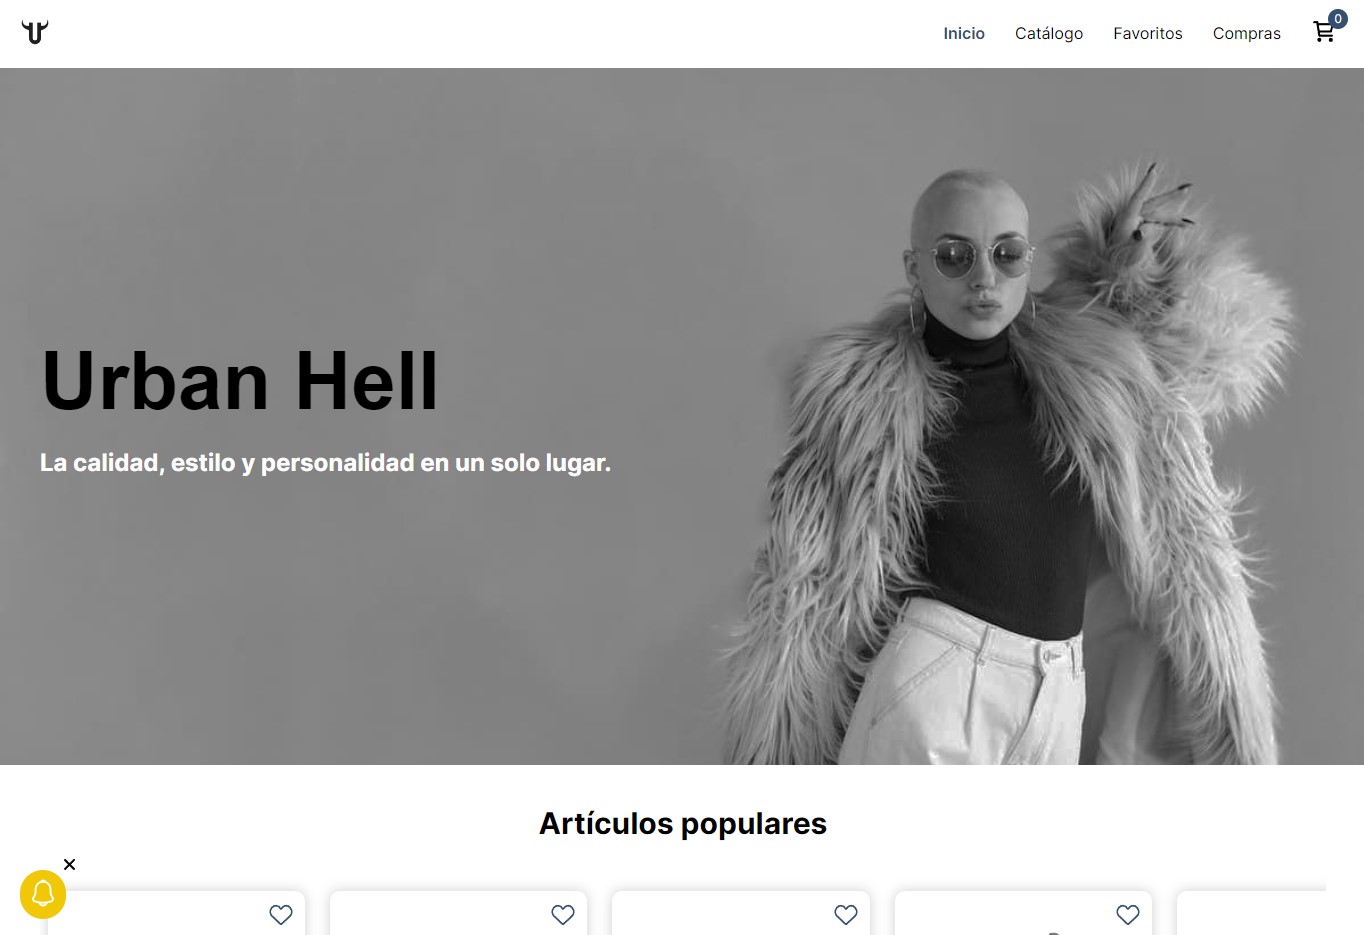 Inicio Catálogo Favoritos Compras 0
Urban Hell
La calidad, estilo y personalidad en un solo lugar.
Artículos populares